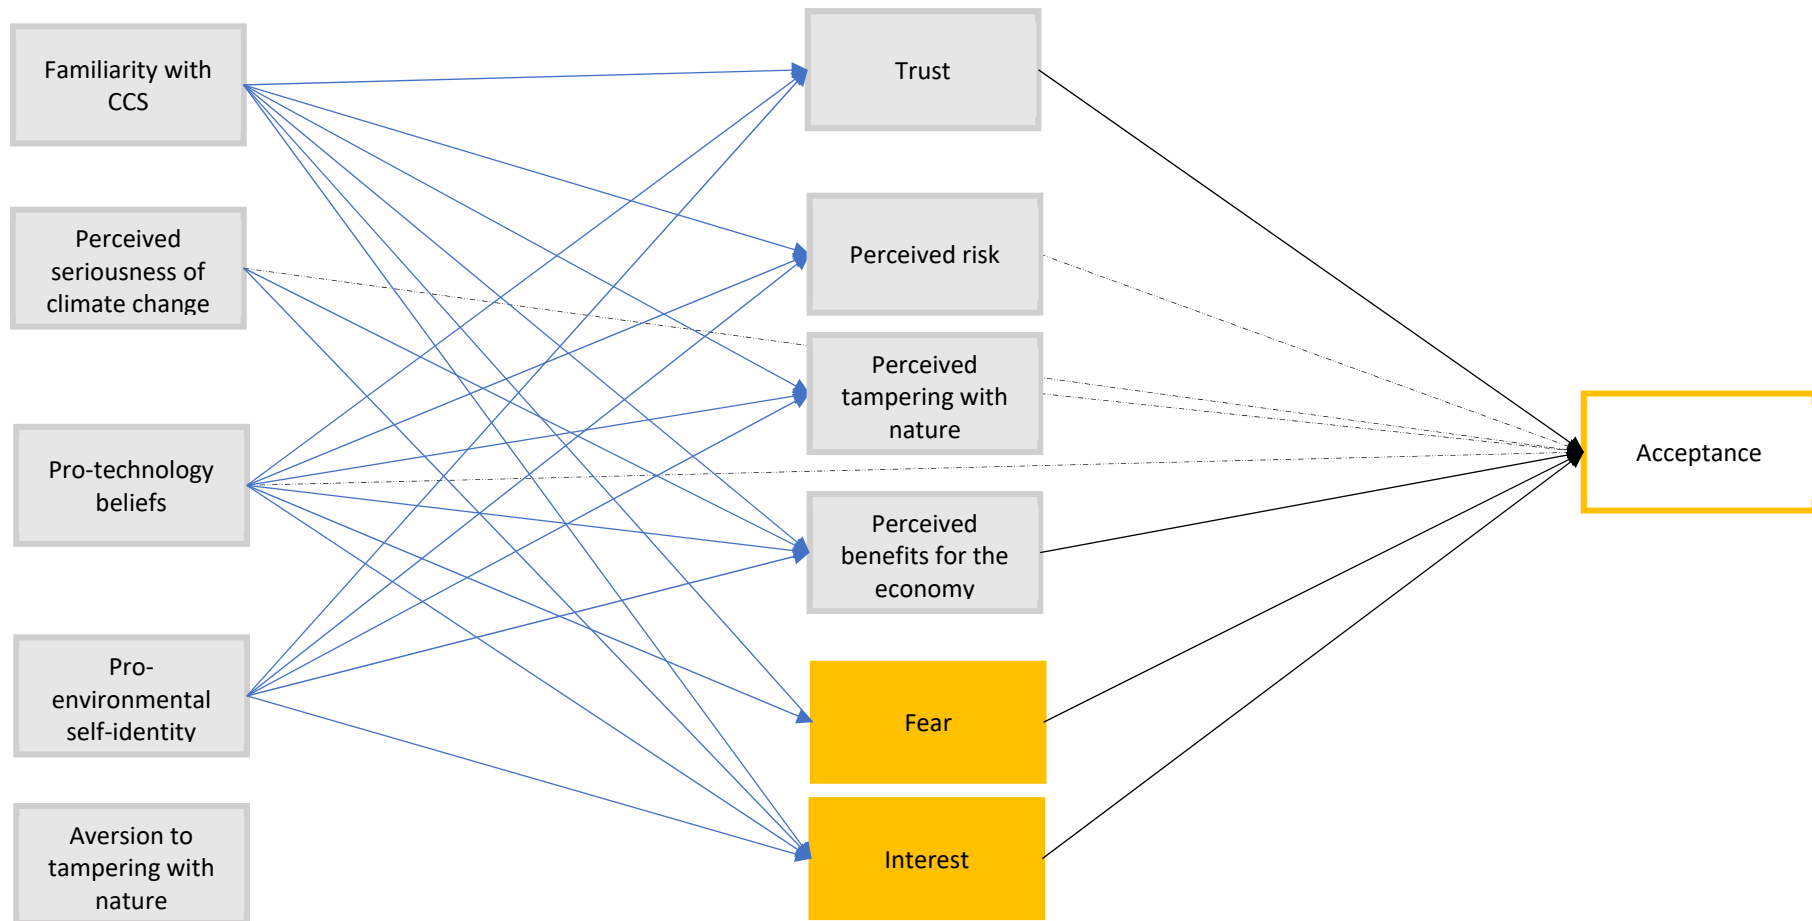 Familiarity with
CCS
Perceived
seriousness of
climate change
Pro-technology
beliefs
Pro-
environmental
self-identity
Aversion to
tampering with
nature
Trust
Perceived risk
Perceived
tampering with
nature
Perceived
benefits for the
economy
Fear
Interest
Acceptance